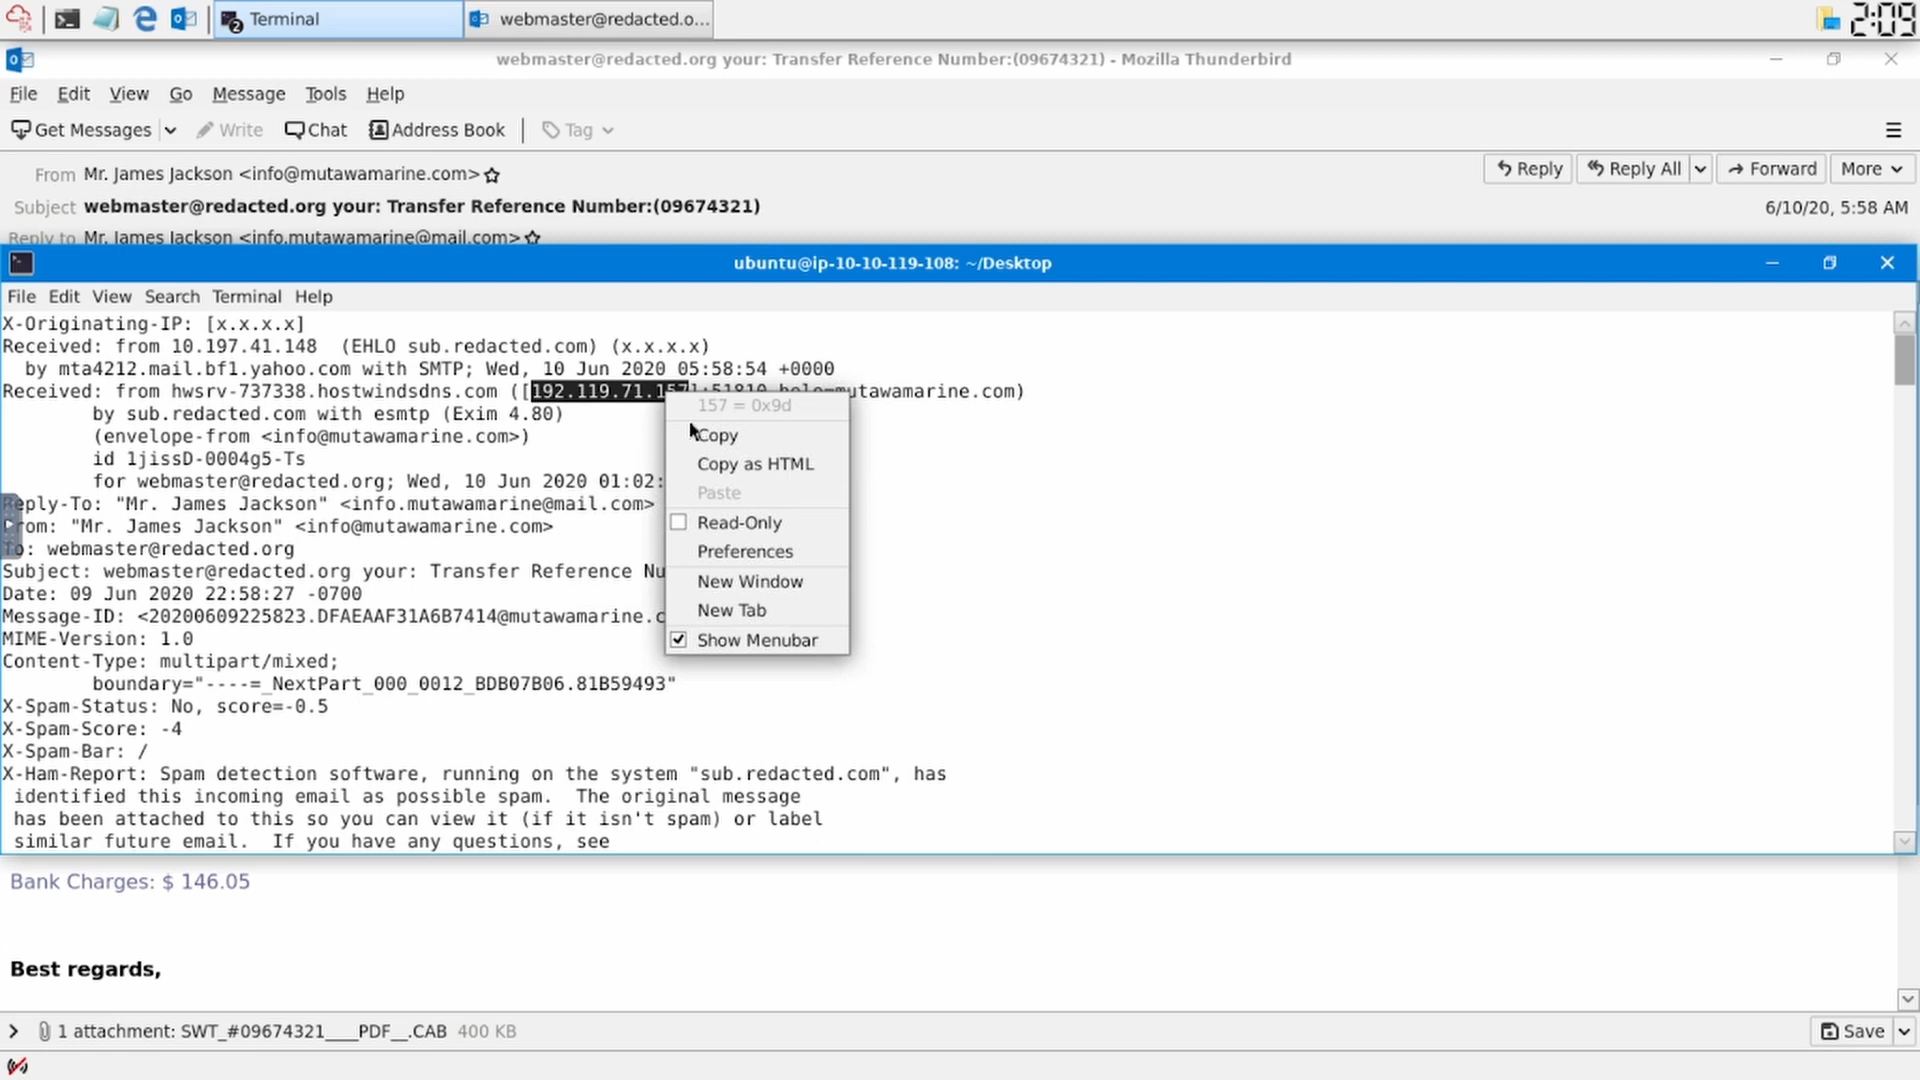 Terminal
webmaster@redacted.o...
2:09
webmaster@redacted.org your: Transfer Reference Number:(09674321) - Mozilla Thunderbird
File Edit View Go Message Tools Help
Get Messages Write Chat Address Book Tag
From Mr. James Jackson <info@mutawamarine.com>
Reply Reply All Forward More
Subject webmaster@redacted.org your: Transfer Reference Number:(09674321)
6/10/20, 5:58 AM
Reply to Mr. James Jackson <info.mutawamarine@mail.com>
ubuntu@ip-10-10-119-108: ~/Desktop
File Edit View Search Terminal Help
X-Originating-IP: [x.x.x.x]
Received: from 10.197.41.148  (EHLO sub.redacted.com) (x.x.x.x)
by mta4212.mail.bf1.yahoo.com with SMTP; Wed, 10 Jun 2020 05:58:54 +0000
Received: from hwsrv-737338.hostwindsdns.com ([192.119.71.157]:51810 helo=mutawamarine.com)
by sub.redacted.com with esmtp (Exim 4.80)
(envelope-from <info@mutawamarine.com>)
id 1jissD-0004g5-Ts
for webmaster@redacted.org; Wed, 10 Jun 2020 01:02:
Reply-To: "Mr. James Jackson" <info.mutawamarine@mail.com>
From: "Mr. James Jackson" <info@mutawamarine.com>
To: webmaster@redacted.org
Subject: webmaster@redacted.org your: Transfer Reference Nu
Date: 09 Jun 2020 22:58:27 -0700
Message-ID: <20200609225823.DFAEAAF31A6B7414@mutawamarine.c
MIME-Version: 1.0
Content-Type: multipart/mixed;
boundary="----=_NextPart_000_0012_BDB07B06.81B59493"
X-Spam-Status: No, score=-0.5
X-Spam-Score: -4
X-Spam-Bar: /
X-Ham-Report: Spam detection software, running on the system "sub.redacted.com", has
identified this incoming email as possible spam.  The original message
has been attached to this so you can view it (if it isn't spam) or label
similar future email.  If you have any questions, see
157 = 0x9d
Copy
Copy as HTML
Paste
Read-Only
Preferences
New Window
New Tab
Show Menubar
Bank Charges: $ 146.05
Best regards,
1 attachment: SWT_#09674321____PDF__.CAB 400 KB
Save